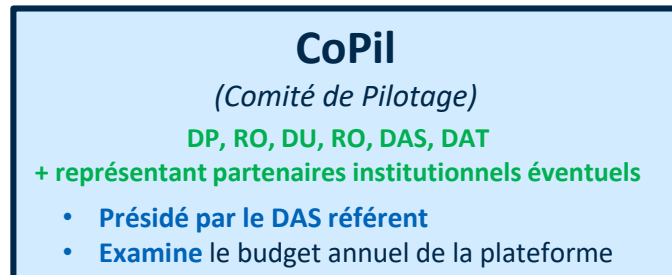 CoPil
(Comité de Pilotage)
DP, RO, DU, RO, DAS, DAT
+ représentant partenaires institutionnels éventuels
• Présidé par le DAS référent
• Examine le budget annuel de la plateforme